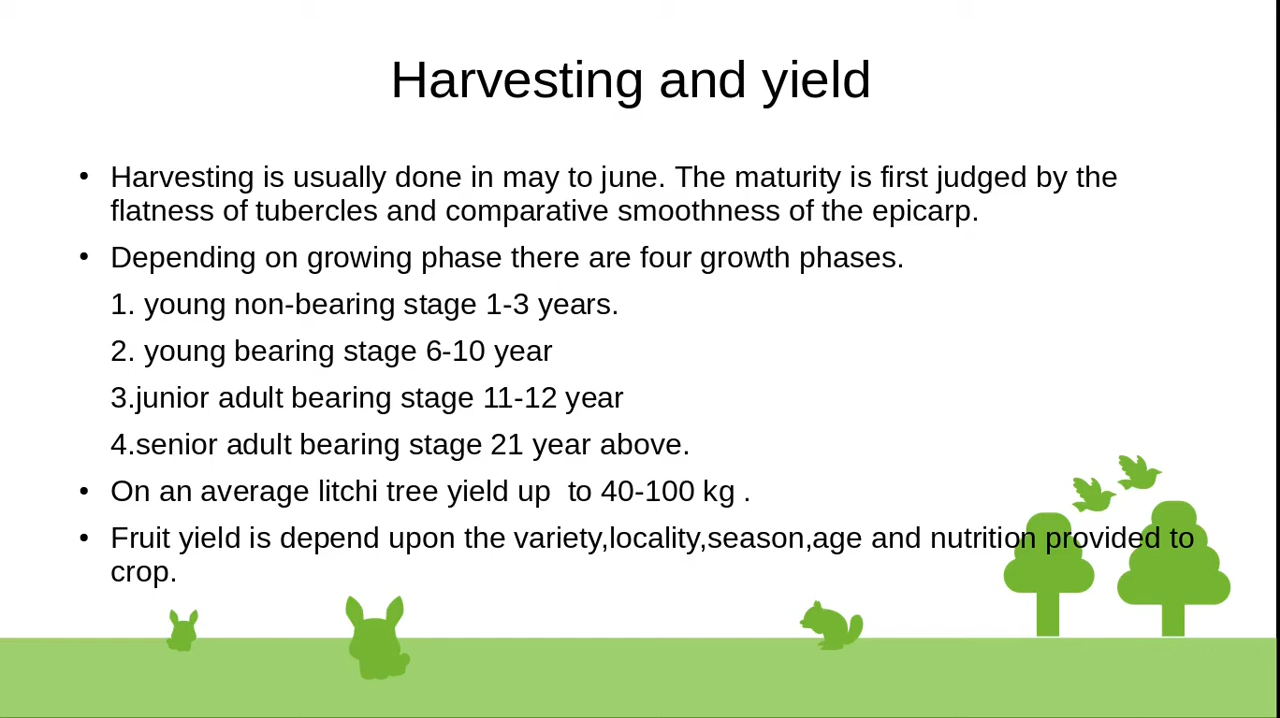 Harvesting and yield
• Harvesting is usually done in may to june. The maturity is first judged by the
flatness of tubercles and comparative smoothness of the epicarp.
• Depending on growing phase there are four growth phases.
1. young non-bearing stage 1-3 years.
2. young bearing stage 6-10 year
3.junior adult bearing stage 11-12 year
4.senior adult bearing stage 21 year above.
• On an average litchi tree yield up  to 40-100 kg .
• Fruit yield is depend upon the variety,locality,season,age and nutrition provided to
crop.